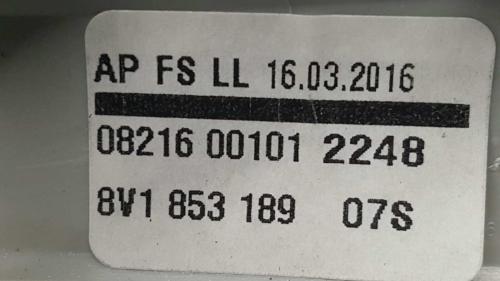 AP FS LL 16.03.2016
08216 00101 2248
8V1 853 189 07S